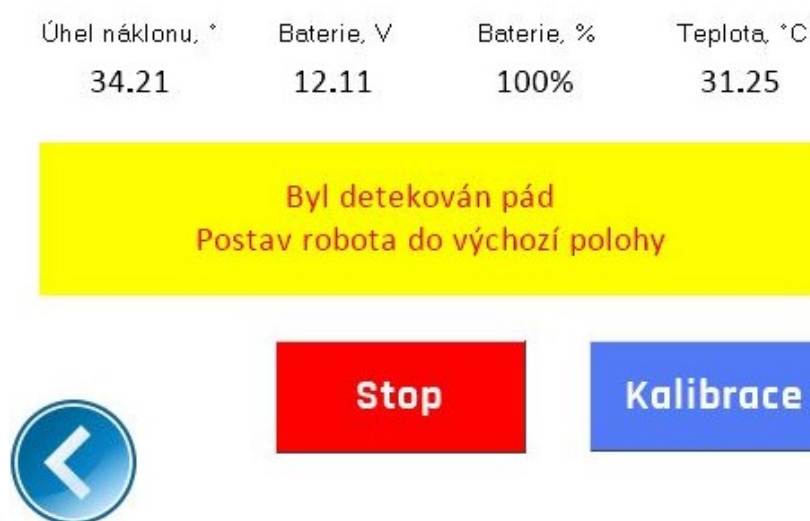 Úhel náklonu, ° Baterie, V Baterie, % Teplota, °C
34.21 12.11 100% 31.25
Byl detekován pád
Postav robota do výchozí polohy
Stop Kalibrace